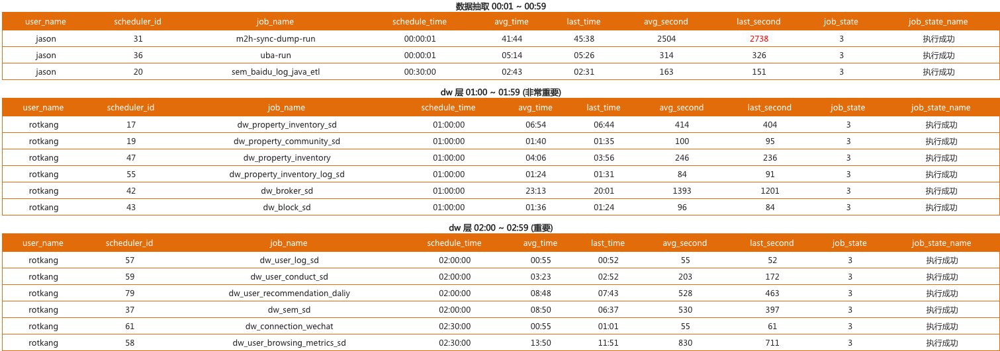 数据抽取 00:01 ~ 00:59
user_name scheduler_id job_name schedule_time avg_time last_time avg_second last_second job_state job_state_name
jason 31 m2h-sync-dump-run 00:00:01 41:44 45:38 2504 2738 3 执行成功
jason 36 uba-run 00:00:01 05:14 05:26 314 326 3 执行成功
jason 20 sem_baidu_log_java_etl 00:30:00 02:43 02:31 163 151 3 执行成功
dw 层 01:00 ~ 01:59 (非常重要)
user_name scheduler_id job_name schedule_time avg_time last_time avg_second last_second job_state job_state_name
rotkang 17 dw_property_inventory_sd 01:00:00 06:54 06:44 414 404 3 执行成功
rotkang 19 dw_property_community_sd 01:00:00 01:40 01:35 100 95 3 执行成功
rotkang 47 dw_property_inventory 01:00:00 04:06 03:56 246 236 3 执行成功
rotkang 55 dw_property_inventory_log_sd 01:00:00 01:24 01:31 84 91 3 执行成功
rotkang 42 dw_broker_sd 01:00:00 23:13 20:01 1393 1201 3 执行成功
rotkang 43 dw_block_sd 01:00:00 01:36 01:24 96 84 3 执行成功
dw 层 02:00 ~ 02:59 (重要)
user_name scheduler_id job_name schedule_time avg_time last_time avg_second last_second job_state job_state_name
rotkang 57 dw_user_log_sd 02:00:00 00:55 00:52 55 52 3 执行成功
rotkang 59 dw_user_conduct_sd 02:00:00 03:23 02:52 203 172 3 执行成功
rotkang 79 dw_user_recommendation_daliy 02:00:00 08:48 07:43 528 463 3 执行成功
rotkang 37 dw_sem_sd 02:00:00 08:50 06:37 530 397 3 执行成功
rotkang 61 dw_connection_wechat 02:30:00 00:55 01:01 55 61 3 执行成功
rotkang 58 dw_user_browsing_metrics_sd 02:30:00 13:50 11:51 830 711 3 执行成功